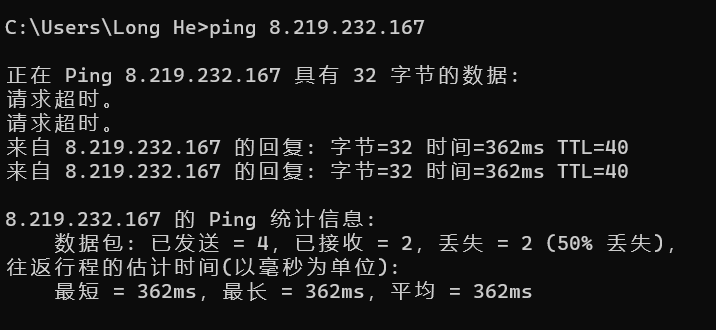 C:\Users\Long He>ping 8.219.232.167
正在 Ping 8.219.232.167 具有 32 字节的数据:
请求超时。
请求超时。
来自 8.219.232.167 的回复: 字节=32 时间=362ms TTL=40
来自 8.219.232.167 的回复: 字节=32 时间=362ms TTL=40
8.219.232.167 的 Ping 统计信息:
数据包: 已发送 = 4，已接收 = 2，丢失 = 2 (50% 丢失)，
往返行程的估计时间(以毫秒为单位):
最短 = 362ms，最长 = 362ms，平均 = 362ms